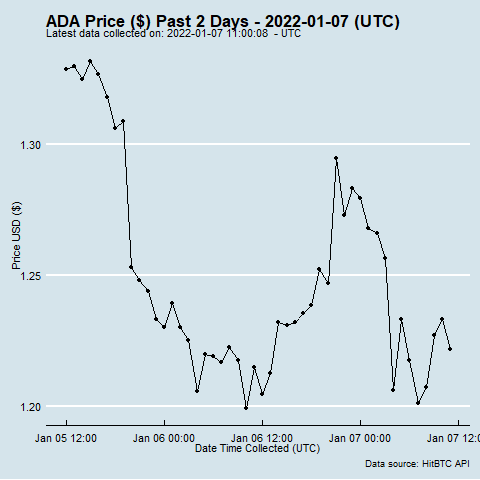 ADA Price ($) Past 2 Days - 2022-01-07 (UTC)
Latest data collected on: 2022-01-07 11:00:08 - UTC
1.30
1.25
1.20
Price USD ($)
Jan 05 12:00 Jan 06 00:00 Jan 06 12:00 Jan 07 00:00 Jan 07 12:00
Date Time Collected (UTC)
Data source: HitBTC API